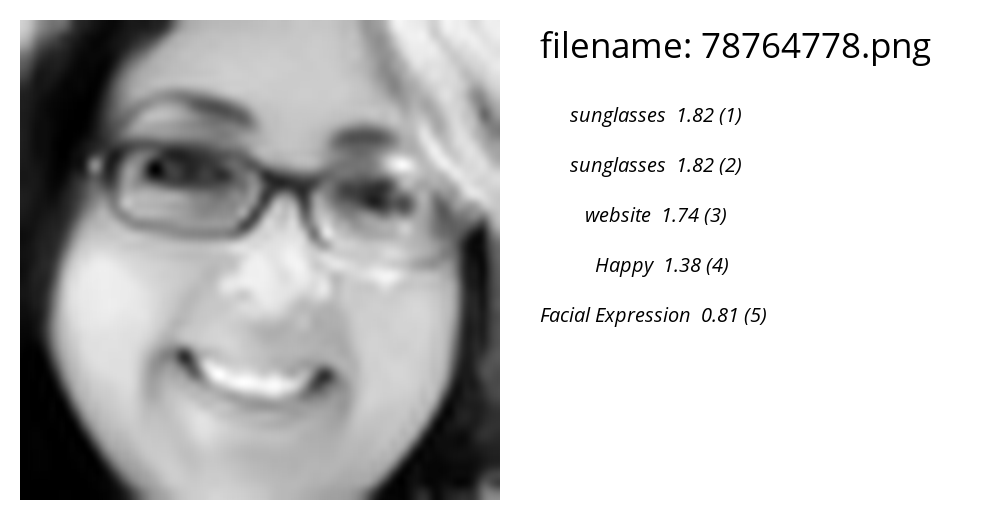 filename: 78764778.png
sunglasses 1.82 (1)
sunglasses 1.82 (2)
website 1.74 (3)
Happy 1.38 (4)
Facial Expression 0.81 (5)